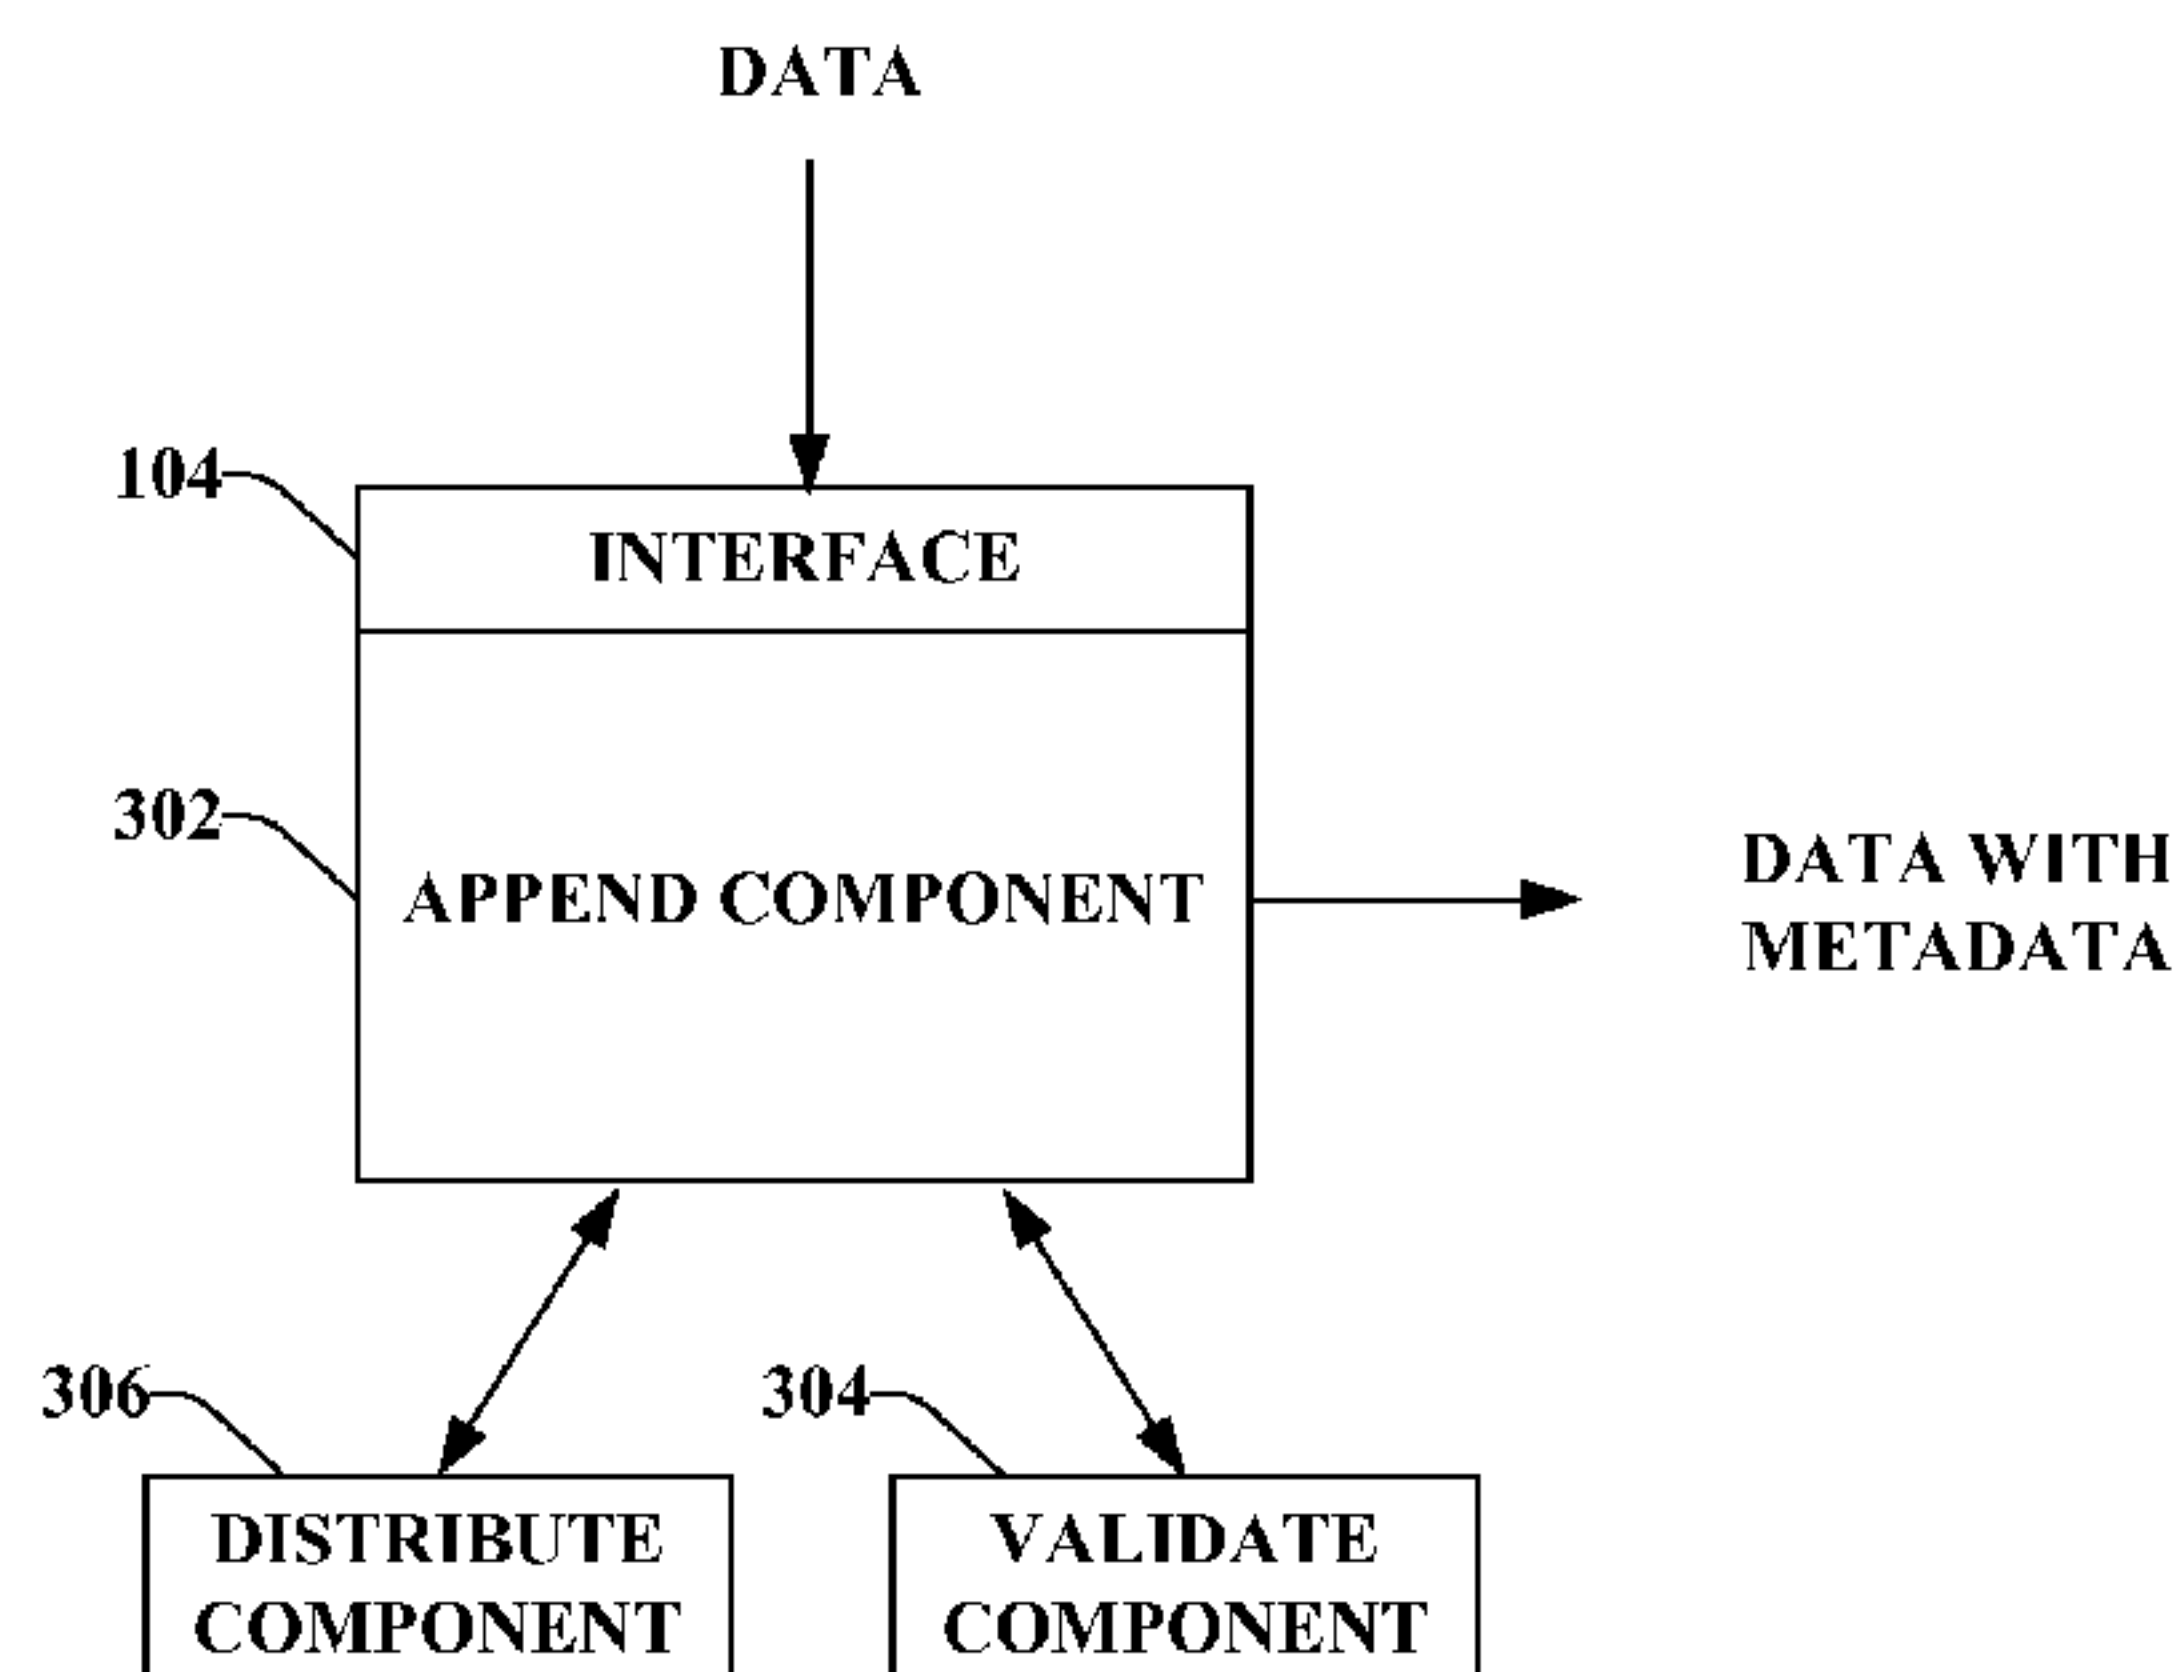 DATA
104
INTERFACE
302
APPEND COMPONENT
DATA WITH
METADATA
306
304
DISTRIBUTE
COMPONENT
VALIDATE
COMPONENT